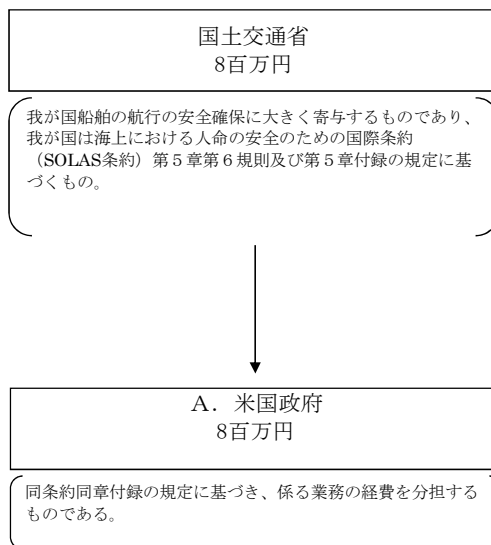 国土交通省
8百万円
我が国船舶の航行の安全確保に大きく寄与するものであり、
我が国は海上における人命の安全のための国際条約
（SOLAS条約）第５章第６規則及び第５章付録の規定に基
づくもの。
A．米国政府
8百万円
同条約同章付録の規定に基づき、係る業務の経費を分担する
ものである。